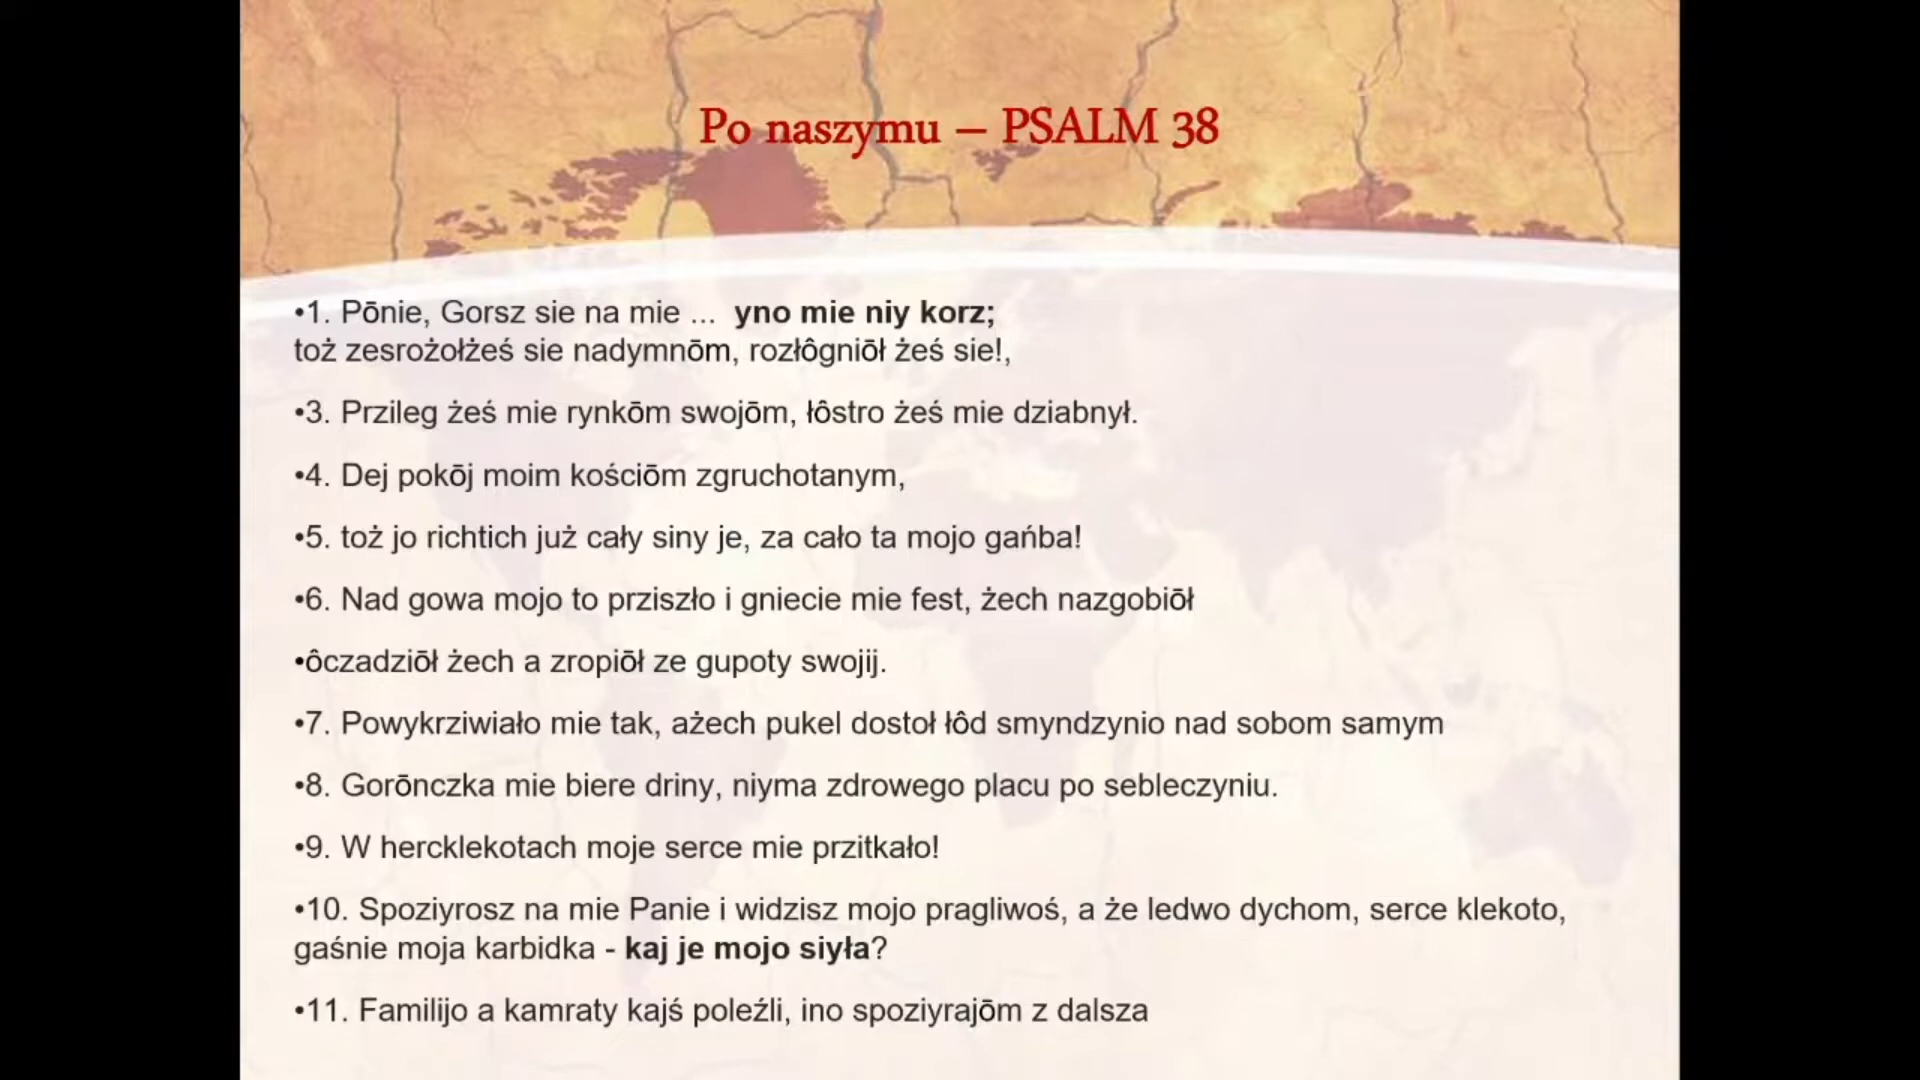 Po naszymu – PSALM 38
•1. Pōnie, Gorsz sie na mie ... yno mie niy korz;
toż zesrożołżeś sie nadymnōm, rozłôgniōł żeś sie!,
•3. Przileg żeś mie rynkōm swojōm, łôstro żeś mie dziabnył.
•4. Dej pokōj moim kościōm zgruchotanym,
•5. toż jo richtich już cały siny je, za cało ta mojo gańba!
•6. Nad gowa mojo to prziszło i gniecie mie fest, żech nazgobiōł
•ôczadziōł żech a zropiōł ze gupoty swojij.
•7. Powykrziwiało mie tak, ażech pukel dostoł łôd smyndzynio nad sobom samym
•8. Gorōnczka mie biere driny, niyma zdrowego placu po sebleczyniu.
•9. W hercklekotach moje serce mie przitkało!
•10. Spoziyrosz na mie Panie i widzisz mojo pragliwoś, a że ledwo dychom, serce klekoto,
gaśnie moja karbidka - kaj je mojo siyła?
•11. Familijo a kamraty kajś poleźli, ino spoziyrajōm z dalsza